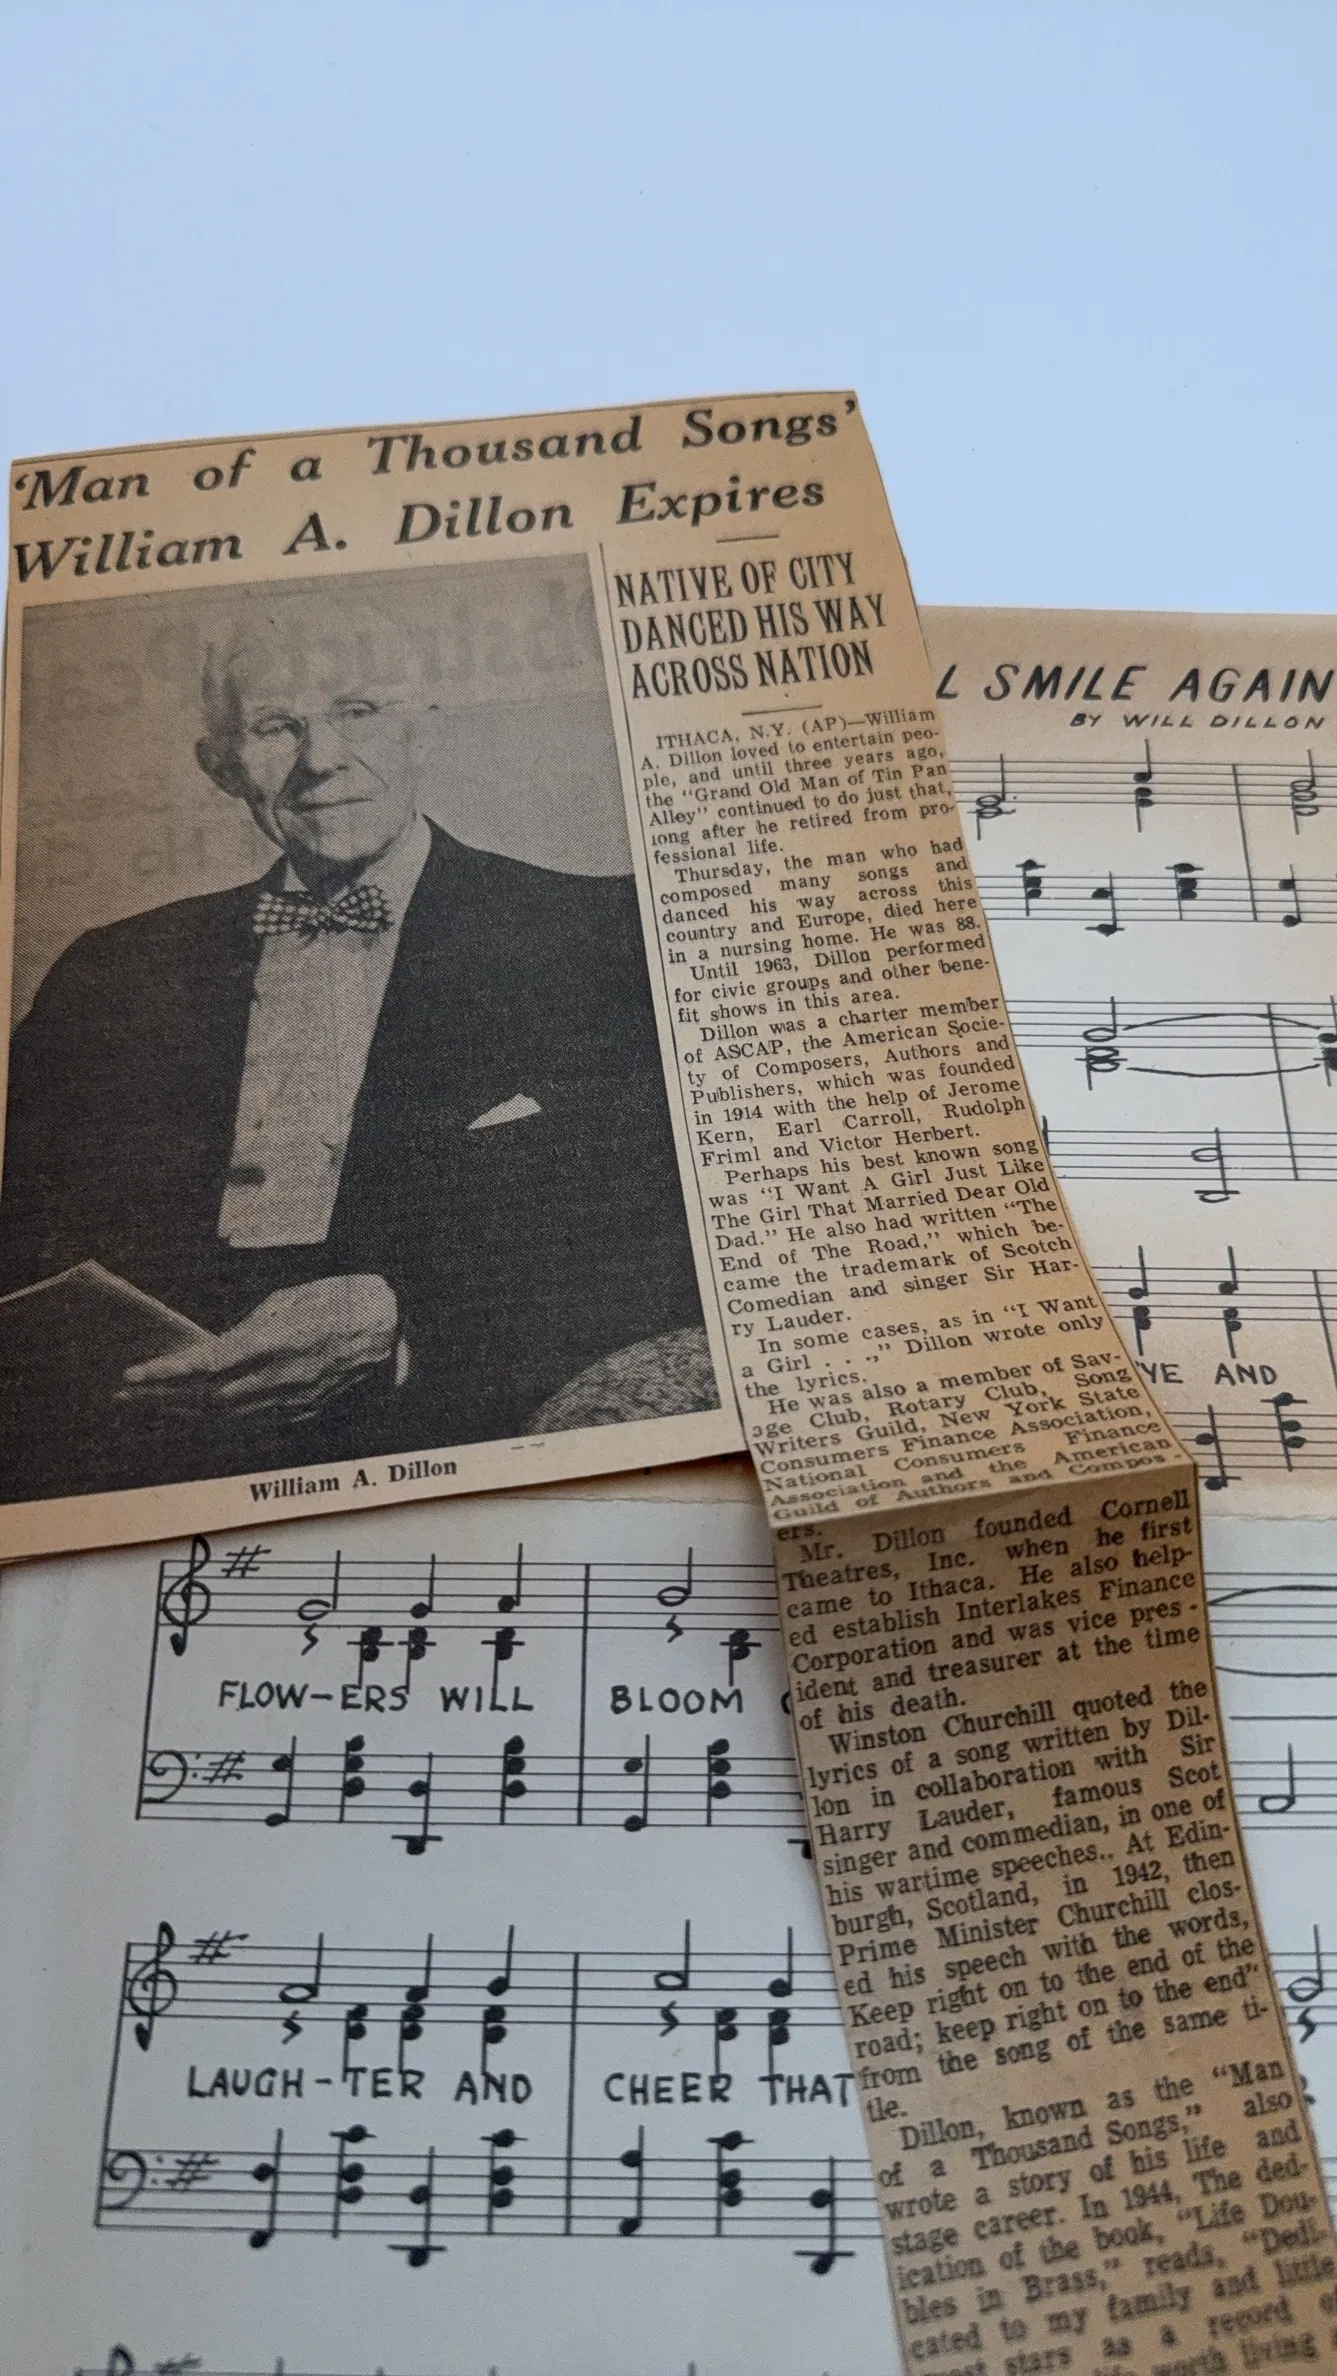 ‘Man of a Thousand Songs’
William A. Dillon Expires
NATIVE OF CITY
DANCED HIS WAY
ACROSS NATION
ITHACA, N.Y. (AP)—William
A. Dillon loved to entertain peo-
ple, and until three years ago,
the “Grand Old Man of Tin Pan
Alley” continued to do just that,
long after he retired from pro-
fessional life.
Thursday, the man who had
composed many songs and
danced his way across this
country and Europe, died here
in a nursing home. He was 88.
Until 1963, Dillon performed
for civic groups and other bene-
fit shows in this area.
Dillon was a charter member
of ASCAP, the American Socie-
ty of Composers, Authors and
Publishers, which was founded
in 1914 with the help of Jerome
Kern, Earl Carroll, Rudolph
Friml and Victor Herbert.
Perhaps his best known song
was “I Want A Girl Just Like
The Girl That Married Dear Old
Dad.” He also had written “The
End of The Road,” which be-
came the trademark of Scotch
Comedian and singer Sir Har-
ry Lauder.
In some cases, as in “I Want
a Girl . . .,” Dillon wrote only
the lyrics.
He was also a member of Sav-
age Club, Rotary Club, Song
Writers Guild, New York State
Consumers Finance Association,
National Consumers Finance
Association and the American
Guild of Authors and Compos-
ers.
Mr. Dillon founded Cornell
Theatres, Inc. when he first
came to Ithaca. He also help-
ed establish Interlakes Finance
Corporation and was vice pres-
ident and treasurer at the time
of his death.
Winston Churchill quoted the
lyrics of a song written by Dil-
lon in collaboration with Sir
Harry Lauder, famous Scot
singer and commedian, in one of
his wartime speeches.. At Edin-
burgh, Scotland, in 1942, then
Prime Minister Churchill clos-
ed his speech with the words,
Keep right on to the end of the
road; keep right on to the end”
from the song of the same ti-
tle.
Dillon, known as the “Man
of a Thousand Songs,” also
wrote a story of his life and
stage career. In 1944, The ded-
ication of the book, “Life Dou-
bles in Brass,” reads, “Dedi-
cated to my family and little
stars as a record
worth living
William A. Dillon
L SMILE AGAIN
BY WILL DILLON
'YE AND
FLOW-ERS WILL BLOOM
LAUGH-TER AND CHEER THAT